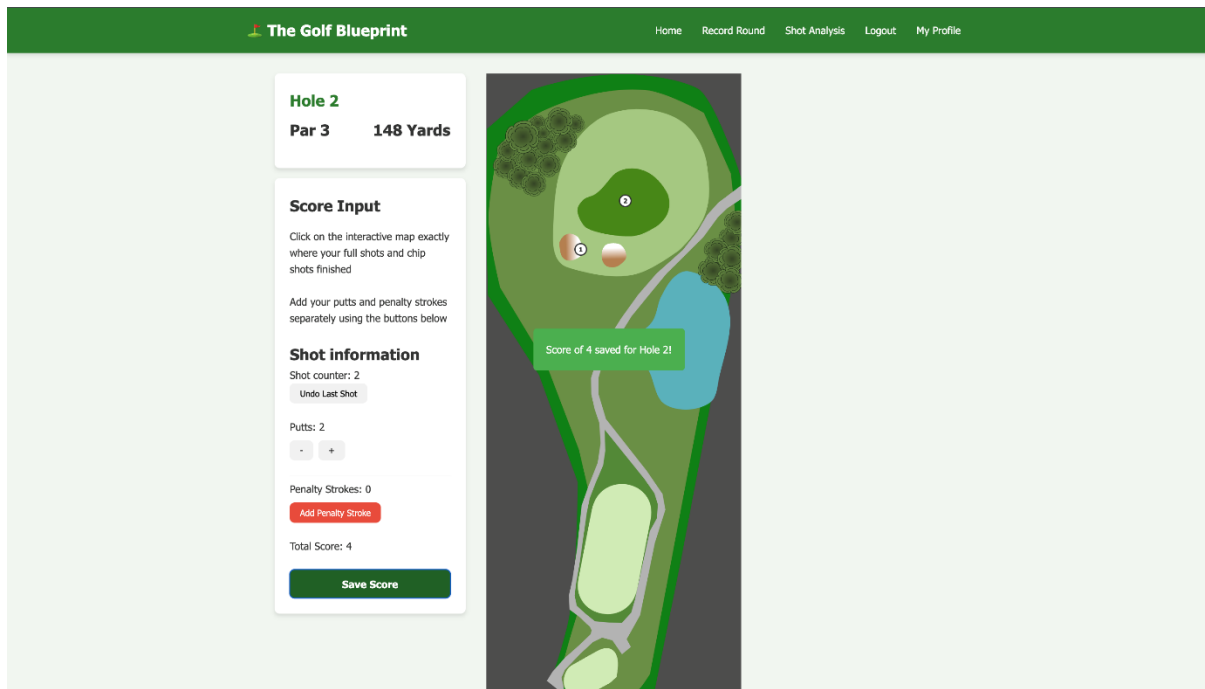 The Golf Blueprint
Home Record Round Shot Analysis Logout My Profile
Hole 2
Par 3 148 Yards
Score Input
Click on the interactive map exactly
where your full shots and chip
shots finished
Add your putts and penalty strokes
separately using the buttons below
Shot information
Shot counter: 2
Undo Last Shot
Putts: 2
- +
Penalty Strokes: 0
Add Penalty Stroke
Total Score: 4
Save Score
2
1
Score of 4 saved for Hole 2!